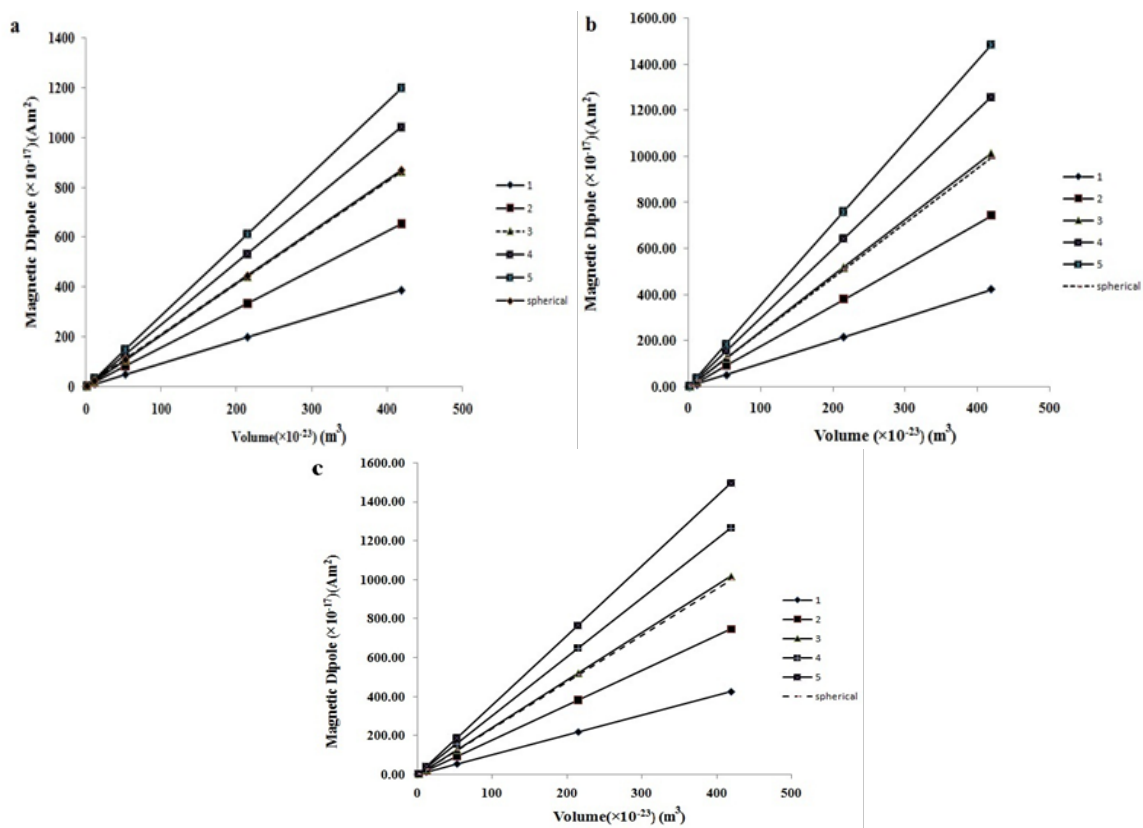 a
Magnetic Dipole (×10⁻¹⁷)(Am²)
1400
1200
1000
800
600
400
200
0
0 100 200 300 400 500
Volume(×10⁻²³) (m³)
1
2
3
4
5
spherical
b
Magnetic Dipole (×10⁻¹⁷)(Am²)
1600.00
1400.00
1200.00
1000.00
800.00
600.00
400.00
200.00
0.00
0 100 200 300 400 500
Volume (×10⁻²³) (m³)
1
2
3
4
5
spherical
c
Magnetic Dipole (×10⁻¹⁷)(Am²)
1600.00
1400.00
1200.00
1000.00
800.00
600.00
400.00
200.00
0.00
0 100 200 300 400 500
Volume(×10⁻²³) (m³)
1
2
3
4
5
spherical